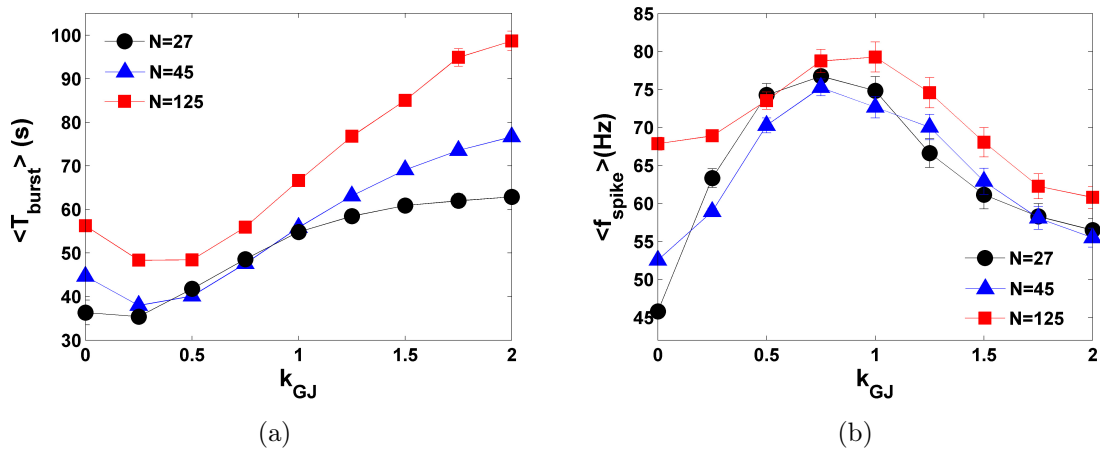 <T_burst> (s)
100
90
80
70
60
50
40
30
N=27
N=45
N=125
0 0.5 1 1.5 2
k_GJ
(a)
<f_spike>(Hz)
85
80
75
70
65
60
55
50
45
N=27
N=45
N=125
0 0.5 1 1.5 2
k_GJ
(b)